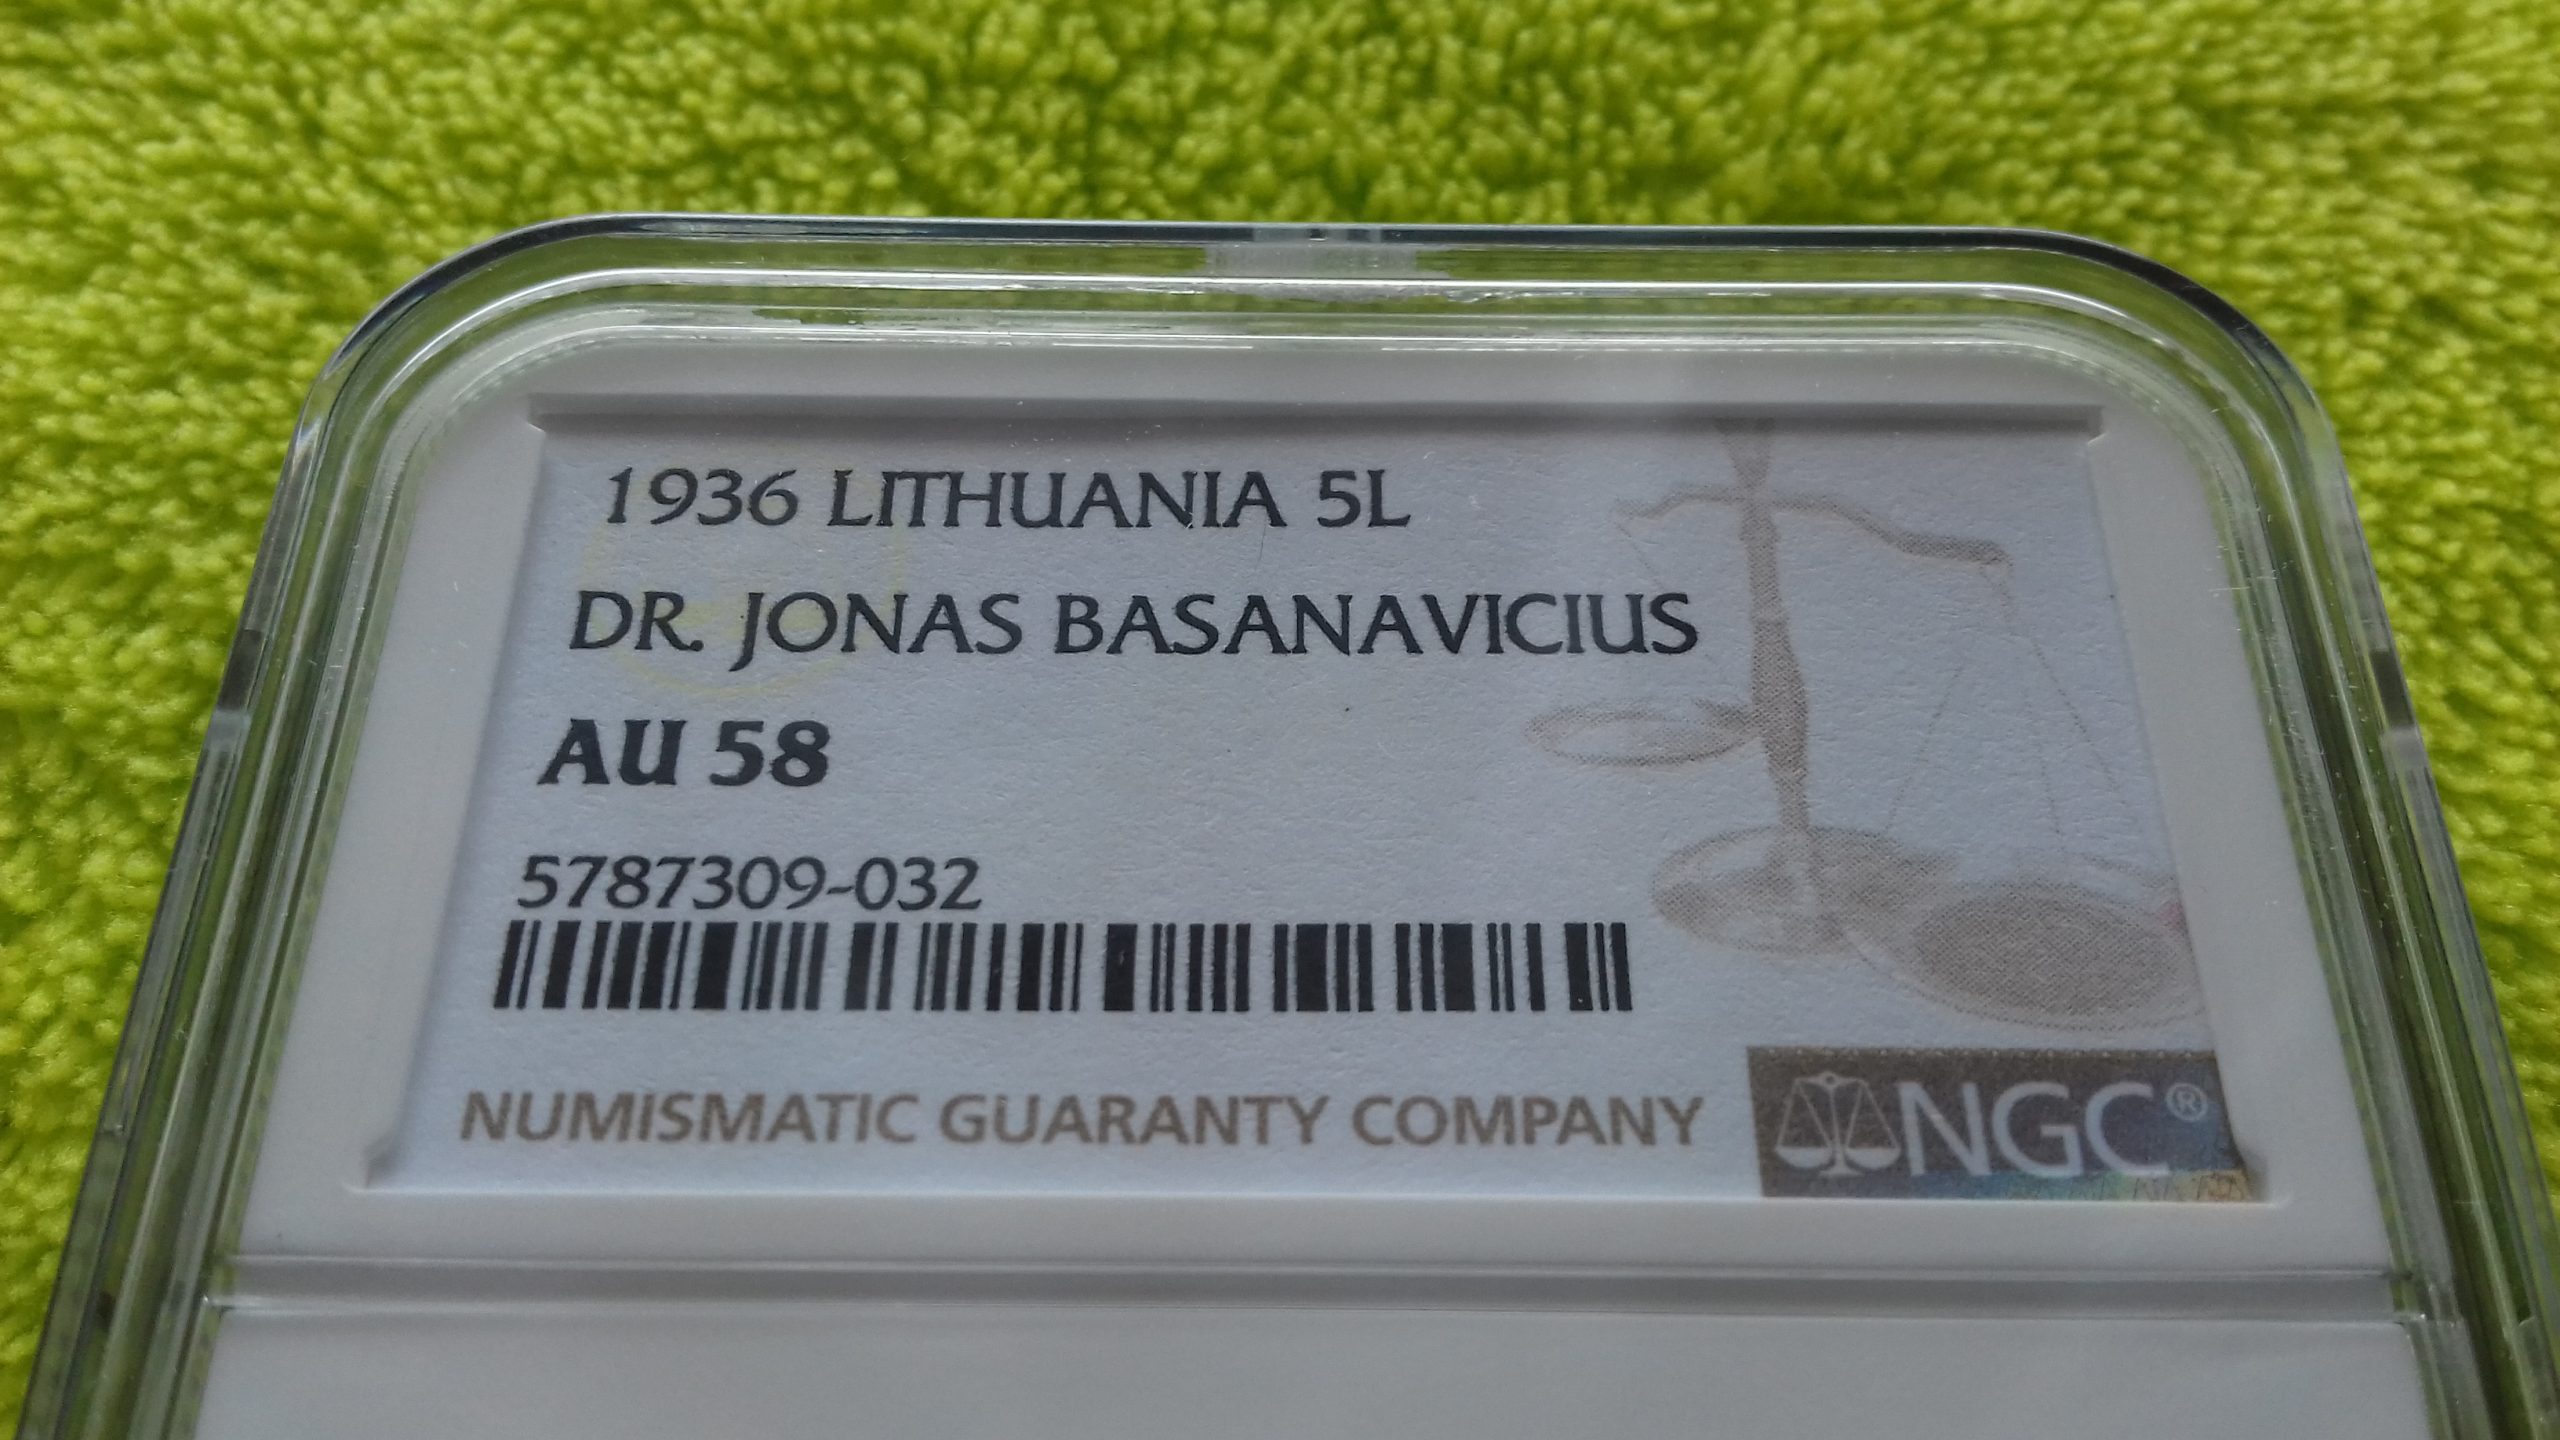 1936 LITHUANIA 5L
DR. JONAS BASANAVICIUS
AU 58
5787309-032
NUMISMATIC GUARANTY COMPANY
NGC®